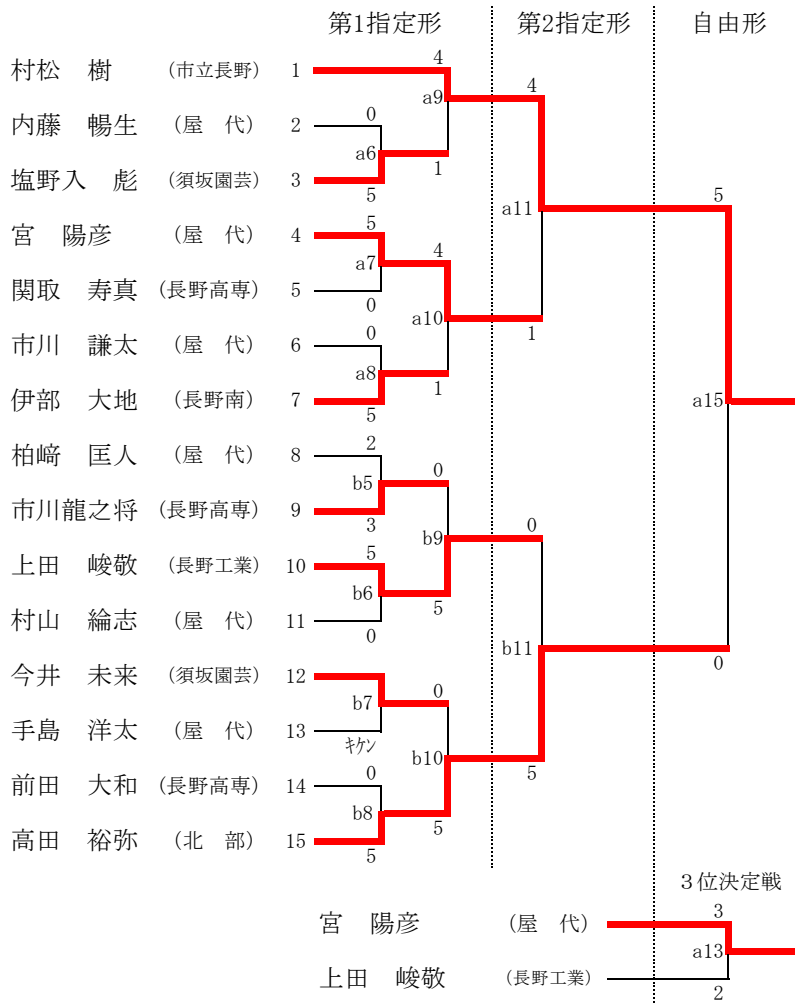 第1指定形 第2指定形 自由形
4
村松 樹 (市立長野) 1
a9 4
0
内藤 暢生 (屋 代) 2
a6
1
塩野入 彪 (須坂園芸) 3
5
a11 5
5
宮 陽彦 (屋 代) 4
a7 4
関取 寿真 (長野高専) 5
0
a10
0 1
市川 謙太 (屋 代) 6
a8 1
伊部 大地 (長野南) 7
5
a15
2
柏﨑 匡人 (屋 代) 8
b5 0
市川龍之将 (長野高専) 9
3
b9 0
5
上田 峻敬 (長野工業) 10
b6 5
村山 綸志 (屋 代) 11
0
b11
0
今井 未来 (須坂園芸) 12
b7 0
手島 洋太 (屋 代) 13
キケン
b10
0 5
前田 大和 (長野高専) 14
b8 5
高田 裕弥 (北 部) 15
5
3位決定戦
3
宮 陽彦 (屋 代)
a13
上田 峻敬 (長野工業)
2